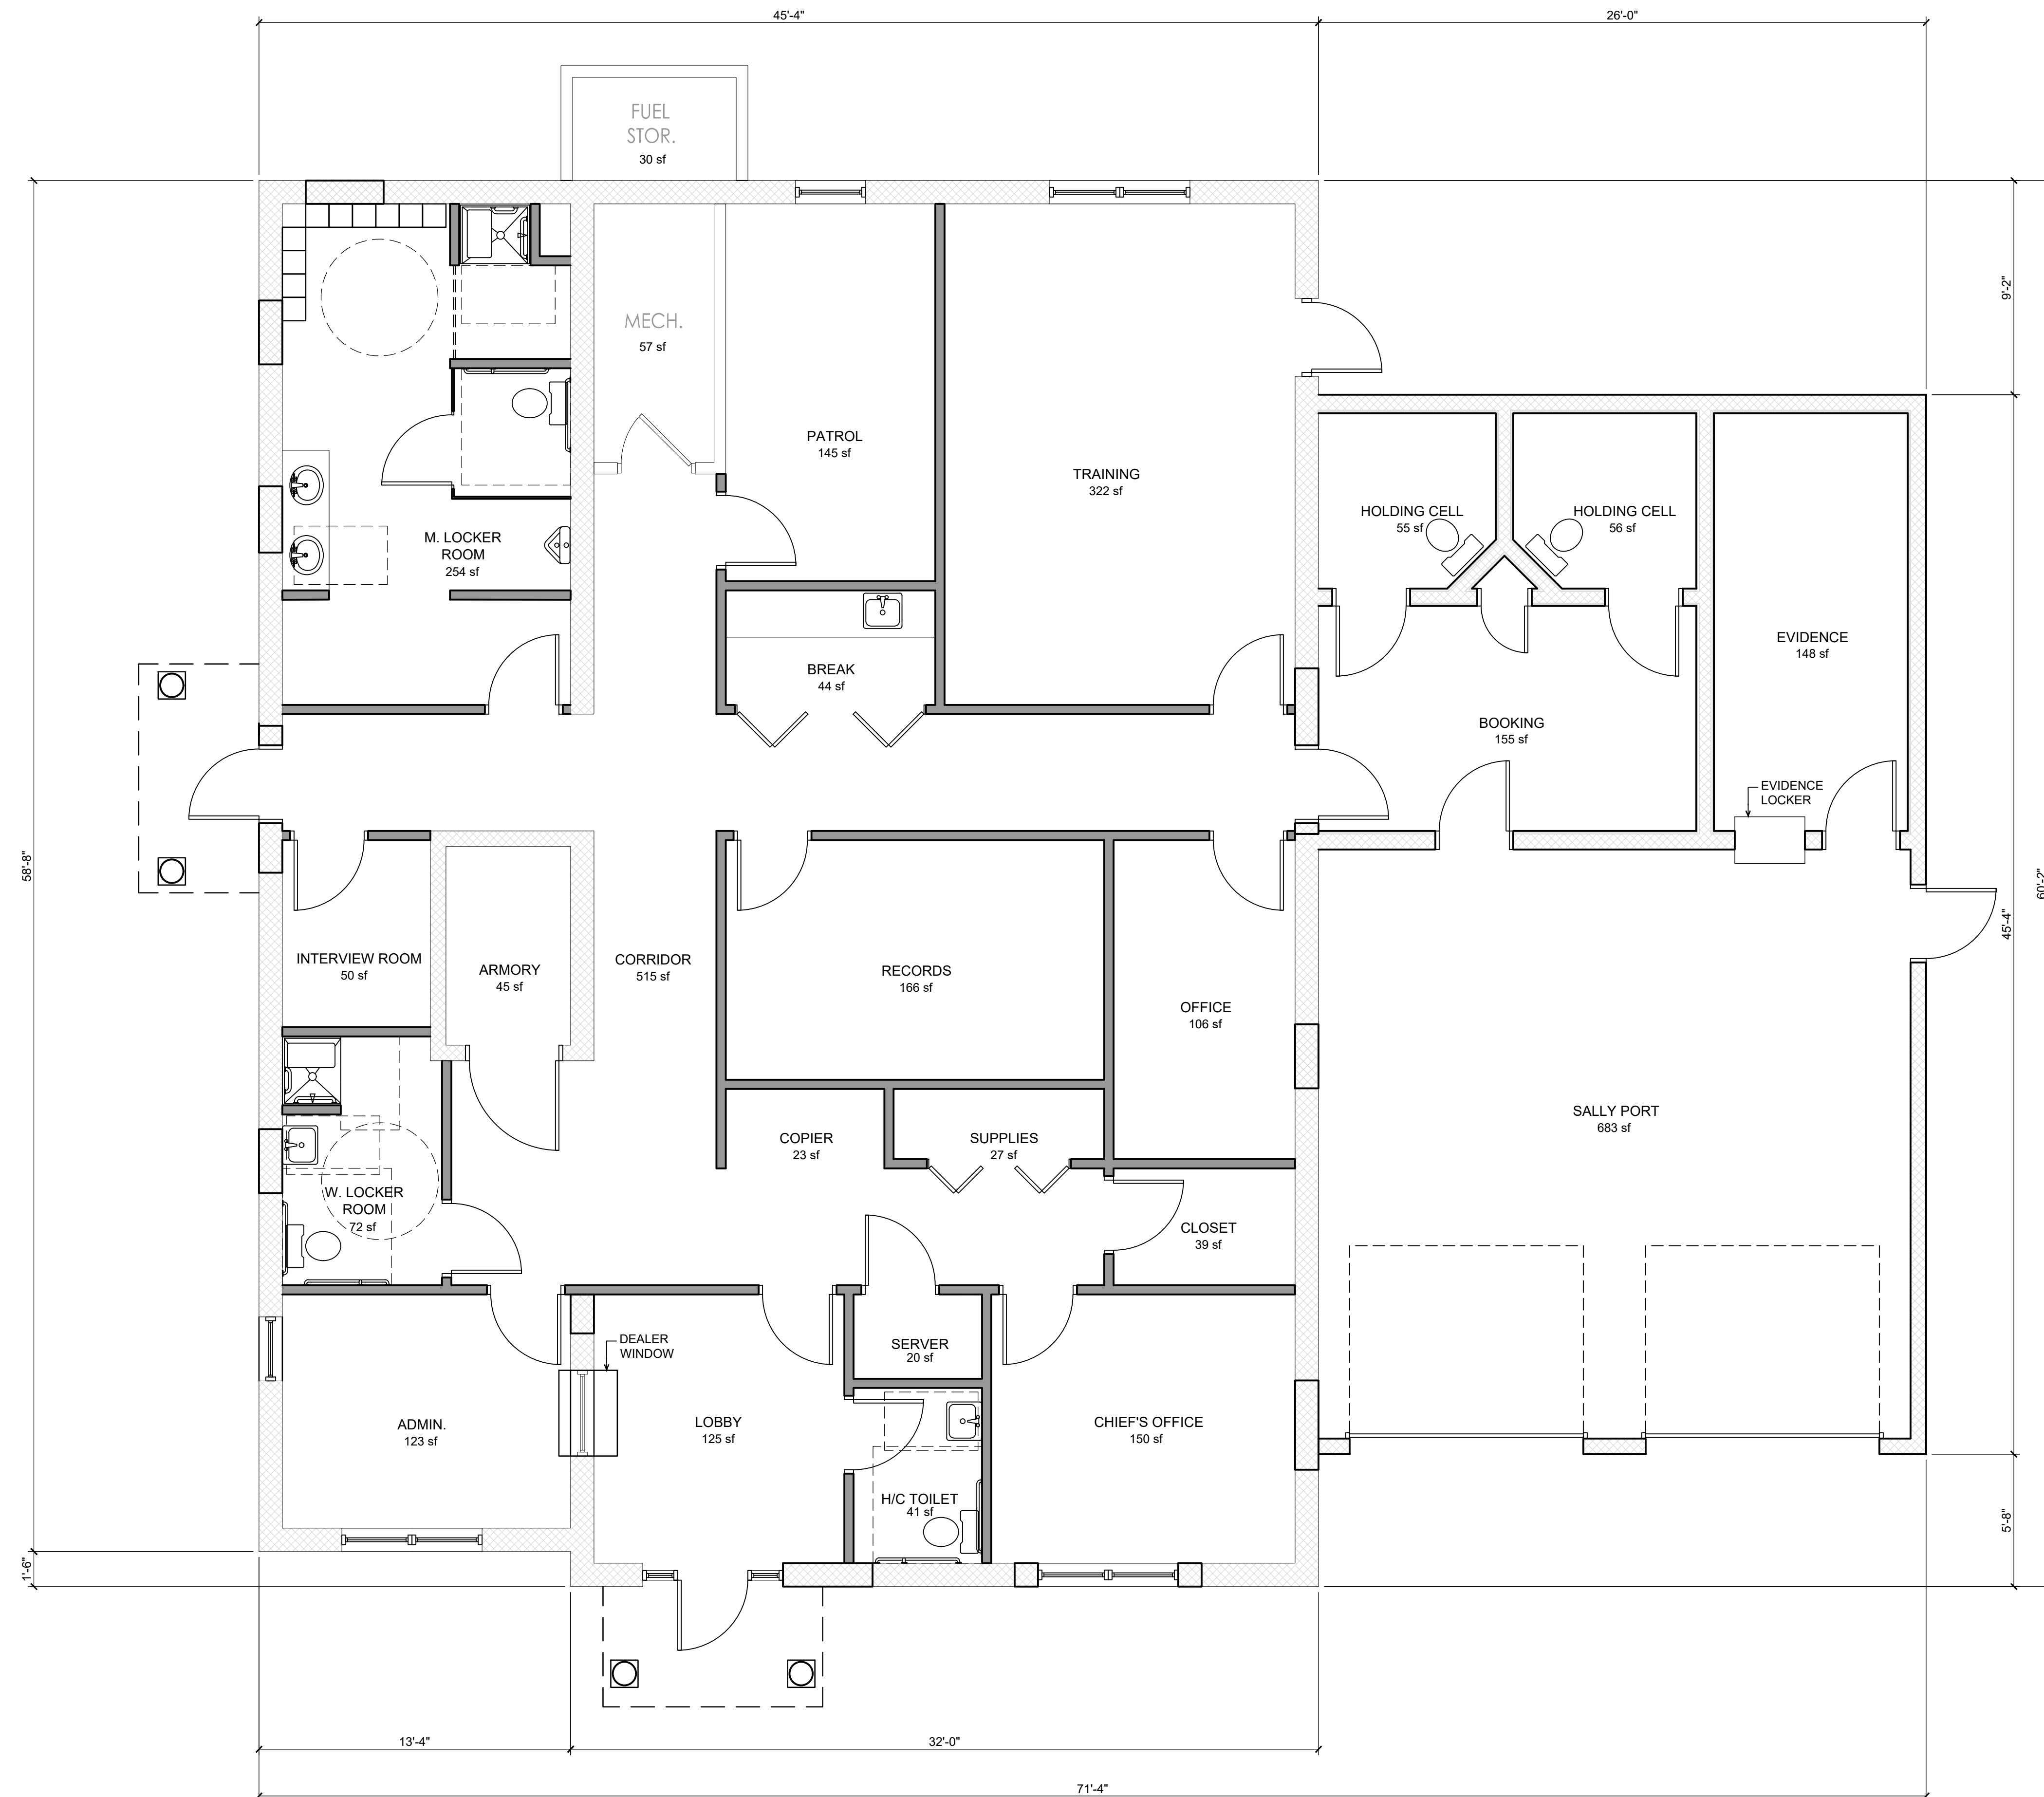 45'-4"
26'-0"
FUEL
STOR.
30 sf
9'-2"
MECH.
57 sf
PATROL
145 sf
TRAINING
322 sf
HOLDING CELL
55 sf
HOLDING CELL
56 sf
M. LOCKER
ROOM
254 sf
EVIDENCE
148 sf
BREAK
44 sf
BOOKING
155 sf
EVIDENCE
LOCKER
58'-8"
60'-2"
45'-4"
INTERVIEW ROOM
50 sf
ARMORY
45 sf
CORRIDOR
515 sf
RECORDS
166 sf
OFFICE
106 sf
SALLY PORT
683 sf
COPIER
23 sf
SUPPLIES
27 sf
W. LOCKER
ROOM
72 sf
CLOSET
39 sf
DEALER
WINDOW
SERVER
20 sf
ADMIN.
123 sf
LOBBY
125 sf
CHIEF'S OFFICE
150 sf
H/C TOILET
41 sf
5'-8"
1'-6"
13'-4"
32'-0"
71'-4"